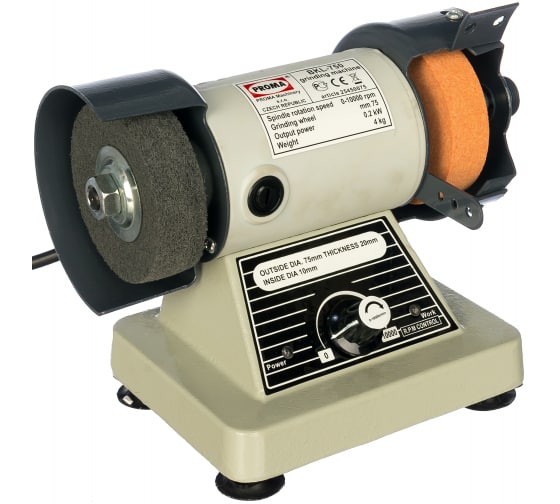 PROMA
PROMA Machinery
s.r.o.
CZECH REPUBLIC
BKL-750
grinding machine
CE
article 25450075
Spindle rotation speed 0-10000 rpm
Grinding wheel mm 75
Output power 0,2 kW
Weight 4 kg
OUTSIDE DIA. 75mm THICKNESS 20mm
INSIDE DIA 10mm
Power
0
10000
Work
R.P.M CONTROL